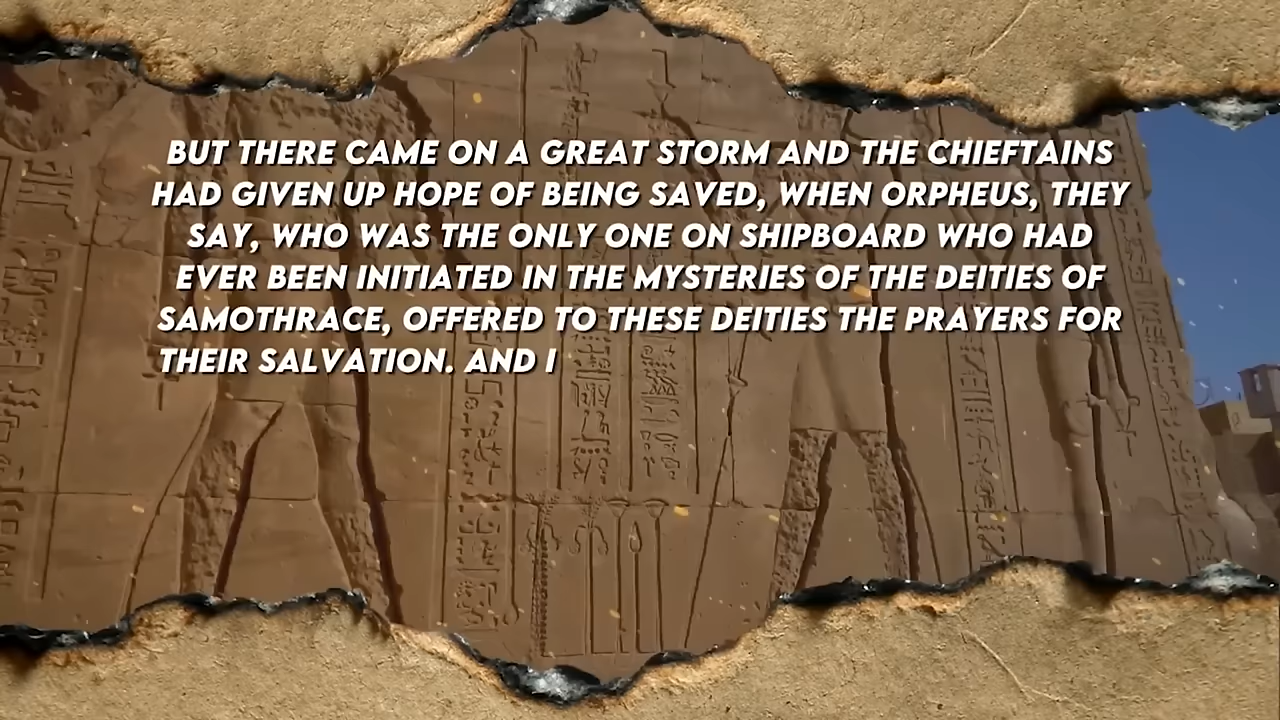 BUT THERE CAME ON A GREAT STORM AND THE CHIEFTAINS
HAD GIVEN UP HOPE OF BEING SAVED, WHEN ORPHEUS, THEY
SAY, WHO WAS THE ONLY ONE ON SHIPBOARD WHO HAD
EVER BEEN INITIATED IN THE MYSTERIES OF THE DEITIES OF
SAMOTHRACE, OFFERED TO THESE DEITIES THE PRAYERS FOR
THEIR SALVATION. AND I